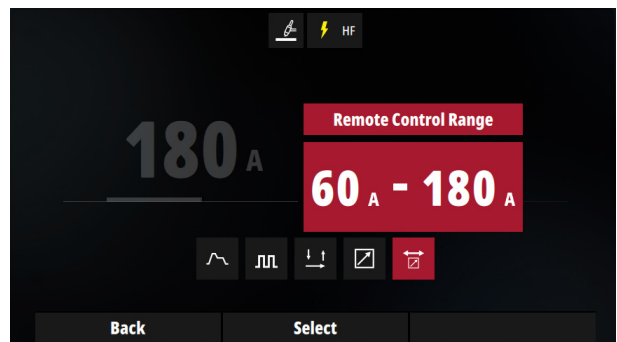 HF
Remote Control Range
180 A
60 A - 180 A
Back
Select